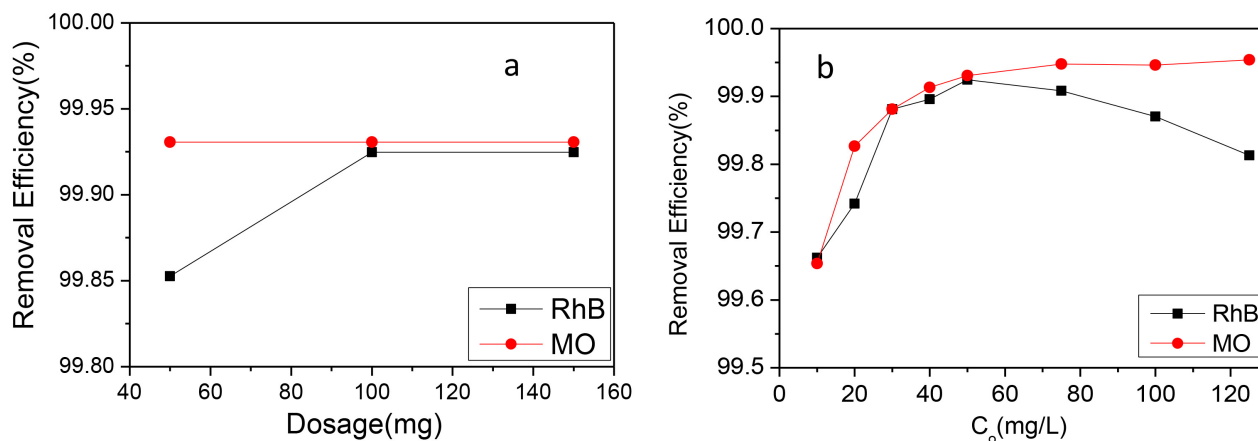 a
100.00
99.95
99.90
99.85
99.80
Removal Efficiency(%)
40 60 80 100 120 140 160
Dosage(mg)
RhB
MO
b
100.0
99.9
99.8
99.7
99.6
99.5
Removal Efficiency(%)
0 20 40 60 80 100 120
C₀(mg/L)
RhB
MO